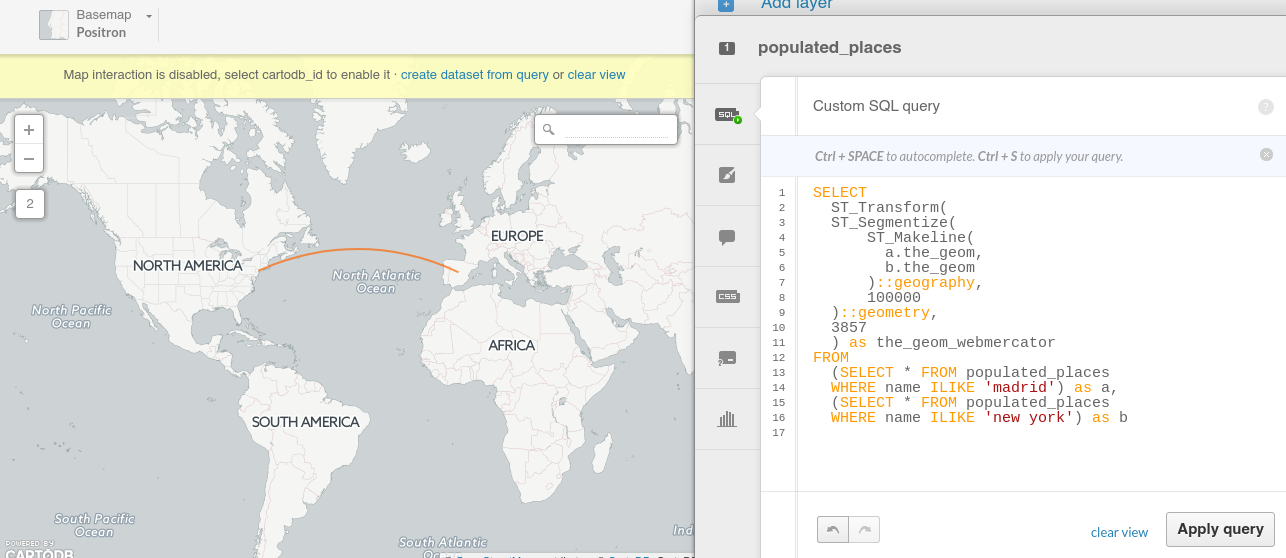 Basemap
Positron
Map interaction is disabled, select cartodb_id to enable it · create dataset from query or clear view
+
−
2
NORTH AMERICA
EUROPE
North Atlantic
Ocean
North Pacific
Ocean
AFRICA
SOUTH AMERICA
South Pacific
Ocean
South Atlantic
Ind
POWERED BY
CARTODB
Add layer
1
populated_places
SQL
CSS
Custom SQL query
?
Ctrl + SPACE to autocomplete. Ctrl + S to apply your query.
1 SELECT
2   ST_Transform(
3   ST_Segmentize(
4       ST_Makeline(
5         a.the_geom,
6         b.the_geom
7       )::geography,
8       100000
9   )::geometry,
10   3857
11   ) as the_geom_webmercator
12 FROM
13   (SELECT * FROM populated_places
14   WHERE name ILIKE 'madrid') as a,
15   (SELECT * FROM populated_places
16   WHERE name ILIKE 'new york') as b
17
clear view
Apply query